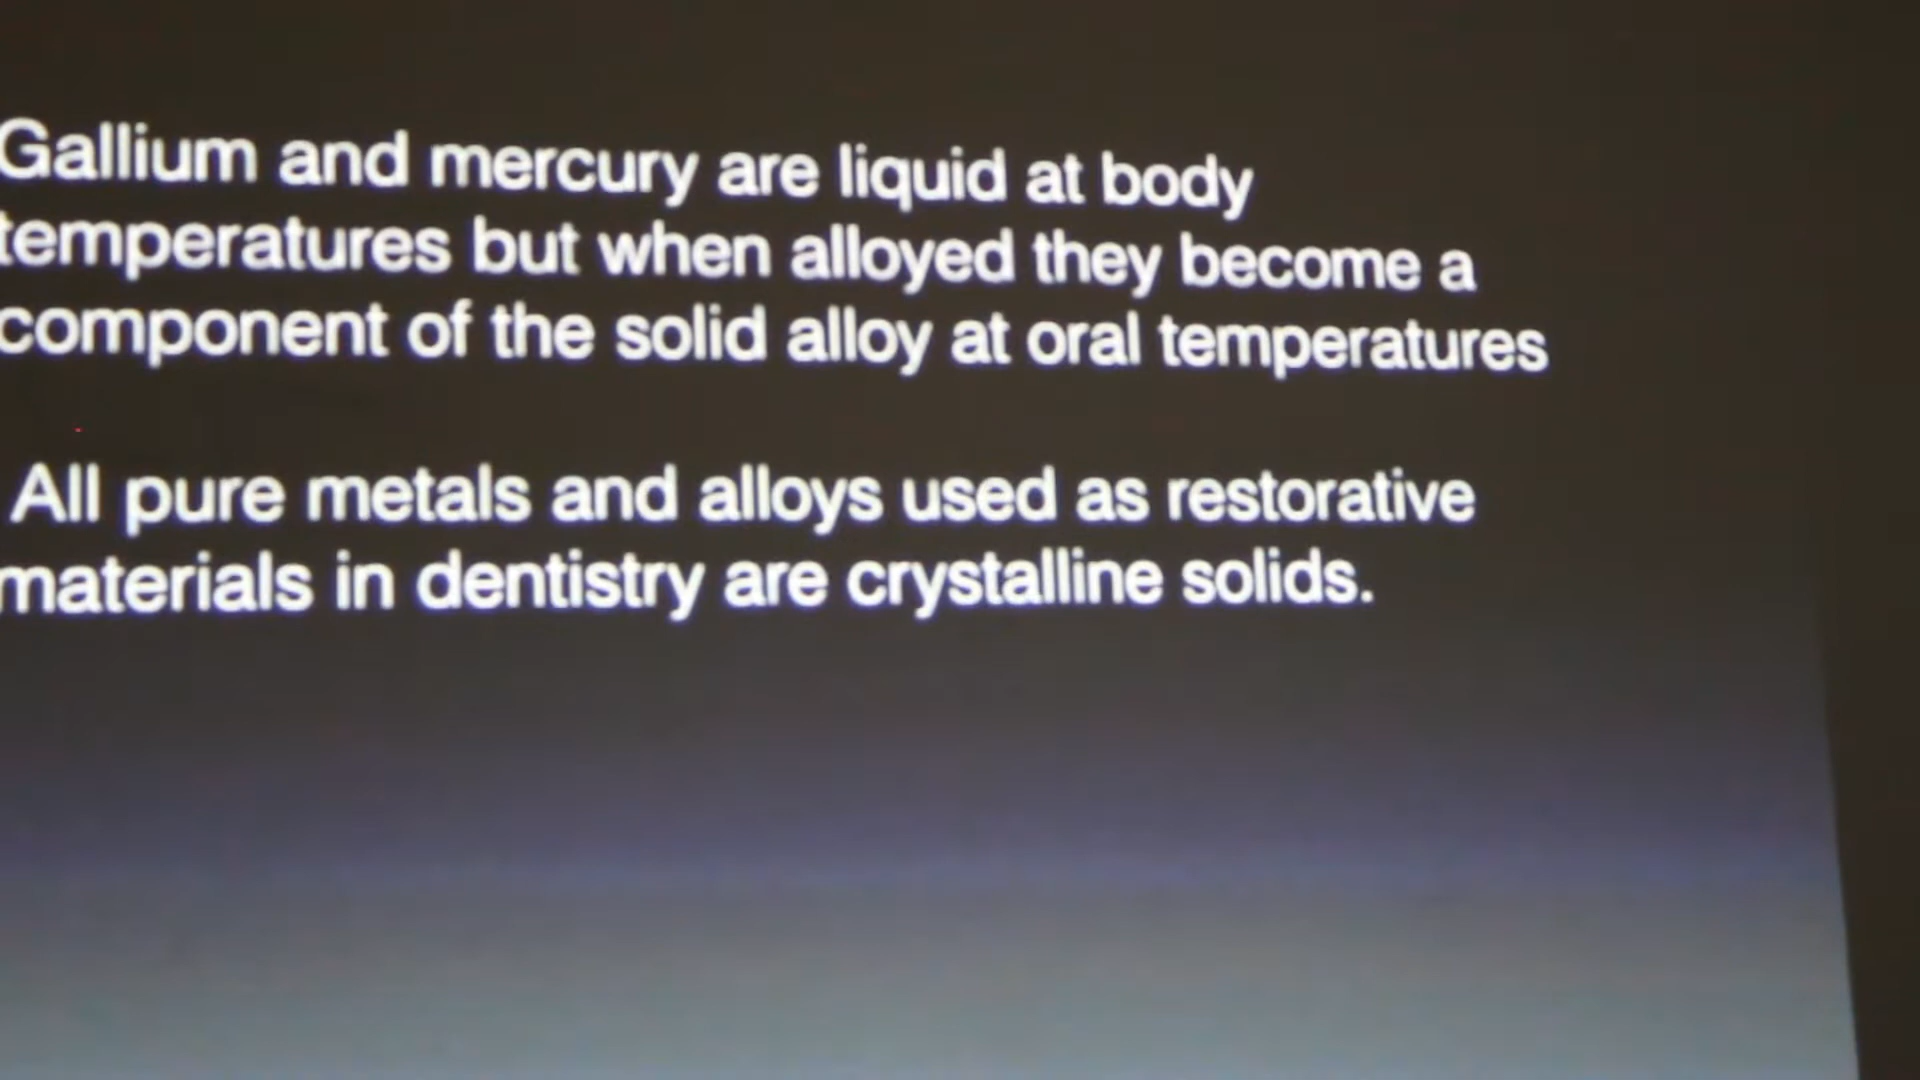 Gallium and mercury are liquid at body
temperatures but when alloyed they become a
component of the solid alloy at oral temperatures
All pure metals and alloys used as restorative
materials in dentistry are crystalline solids.